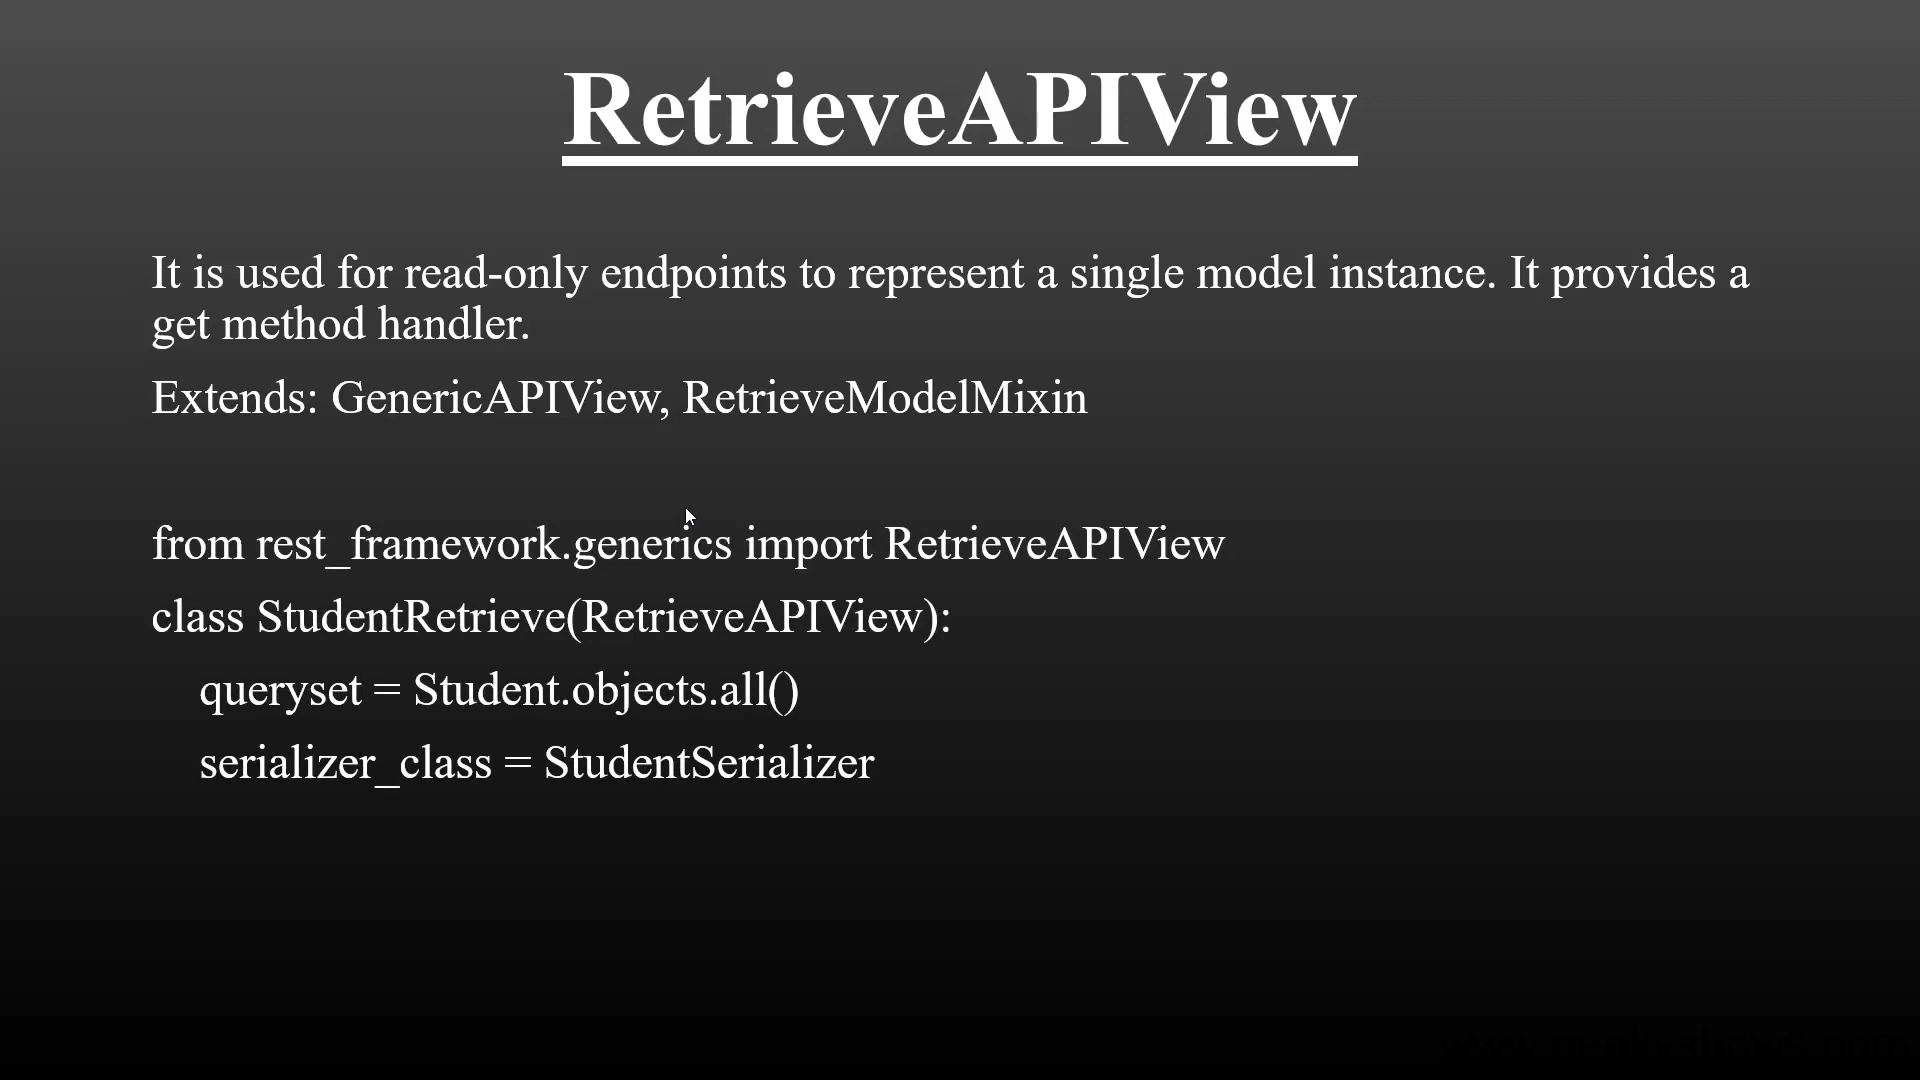 RetrieveAPIView
It is used for read-only endpoints to represent a single model instance. It provides a
get method handler.
Extends: GenericAPIView, RetrieveModelMixin
from rest_framework.generics import RetrieveAPIView
class StudentRetrieve(RetrieveAPIView):
queryset = Student.objects.all()
serializer_class = StudentSerializer